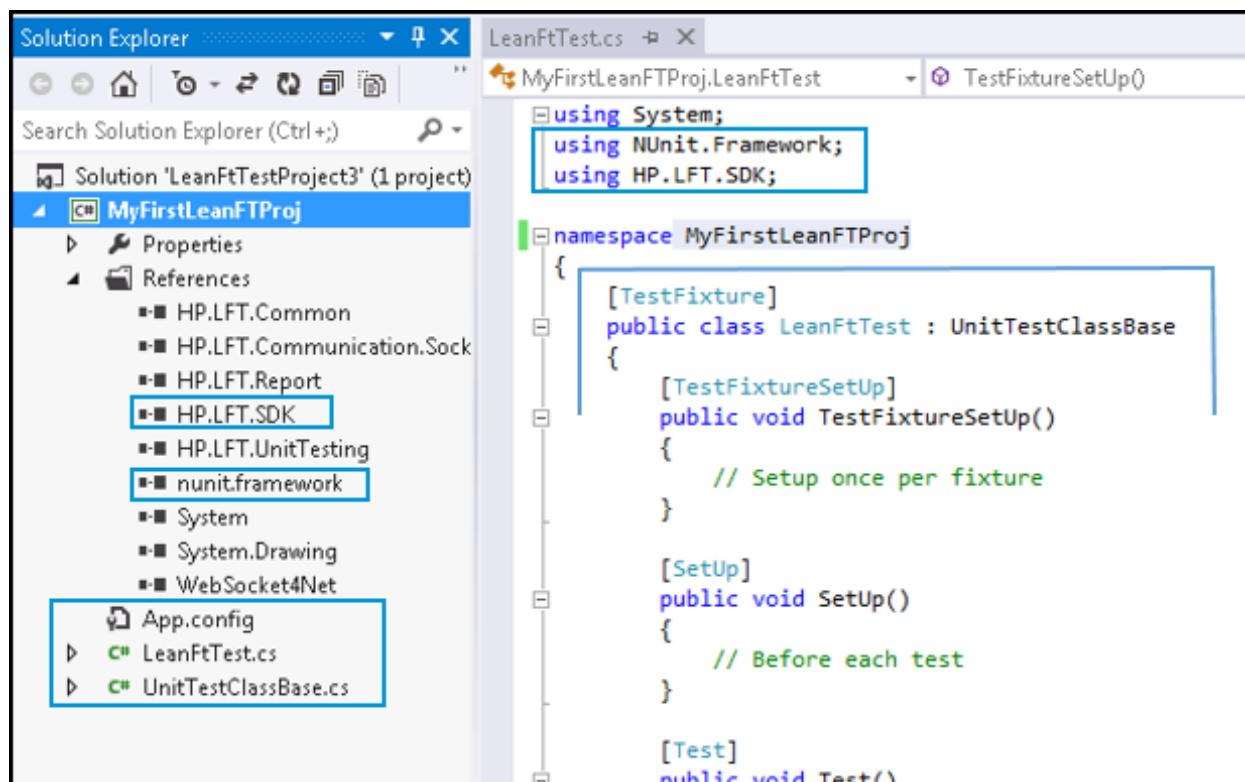 Solution Explorer
Search Solution Explorer (Ctrl+;)
Solution 'LeanFtTestProject3' (1 project)
C# MyFirstLeanFTProj
Properties
References
HP.LFT.Common
HP.LFT.Communication.Sock
HP.LFT.Report
HP.LFT.SDK
HP.LFT.UnitTesting
nunit.framework
System
System.Drawing
WebSocket4Net
App.config
C# LeanFtTest.cs
C# UnitTestClassBase.cs
LeanFtTest.cs
MyFirstLeanFTProj.LeanFtTest
TestFixtureSetUp()
using System;
using NUnit.Framework;
using HP.LFT.SDK;
namespace MyFirstLeanFTProj
{
[TestFixture]
public class LeanFtTest : UnitTestClassBase
{
[TestFixtureSetUp]
public void TestFixtureSetUp()
{
// Setup once per fixture
}
[SetUp]
public void SetUp()
{
// Before each test
}
[Test]
public void Test()